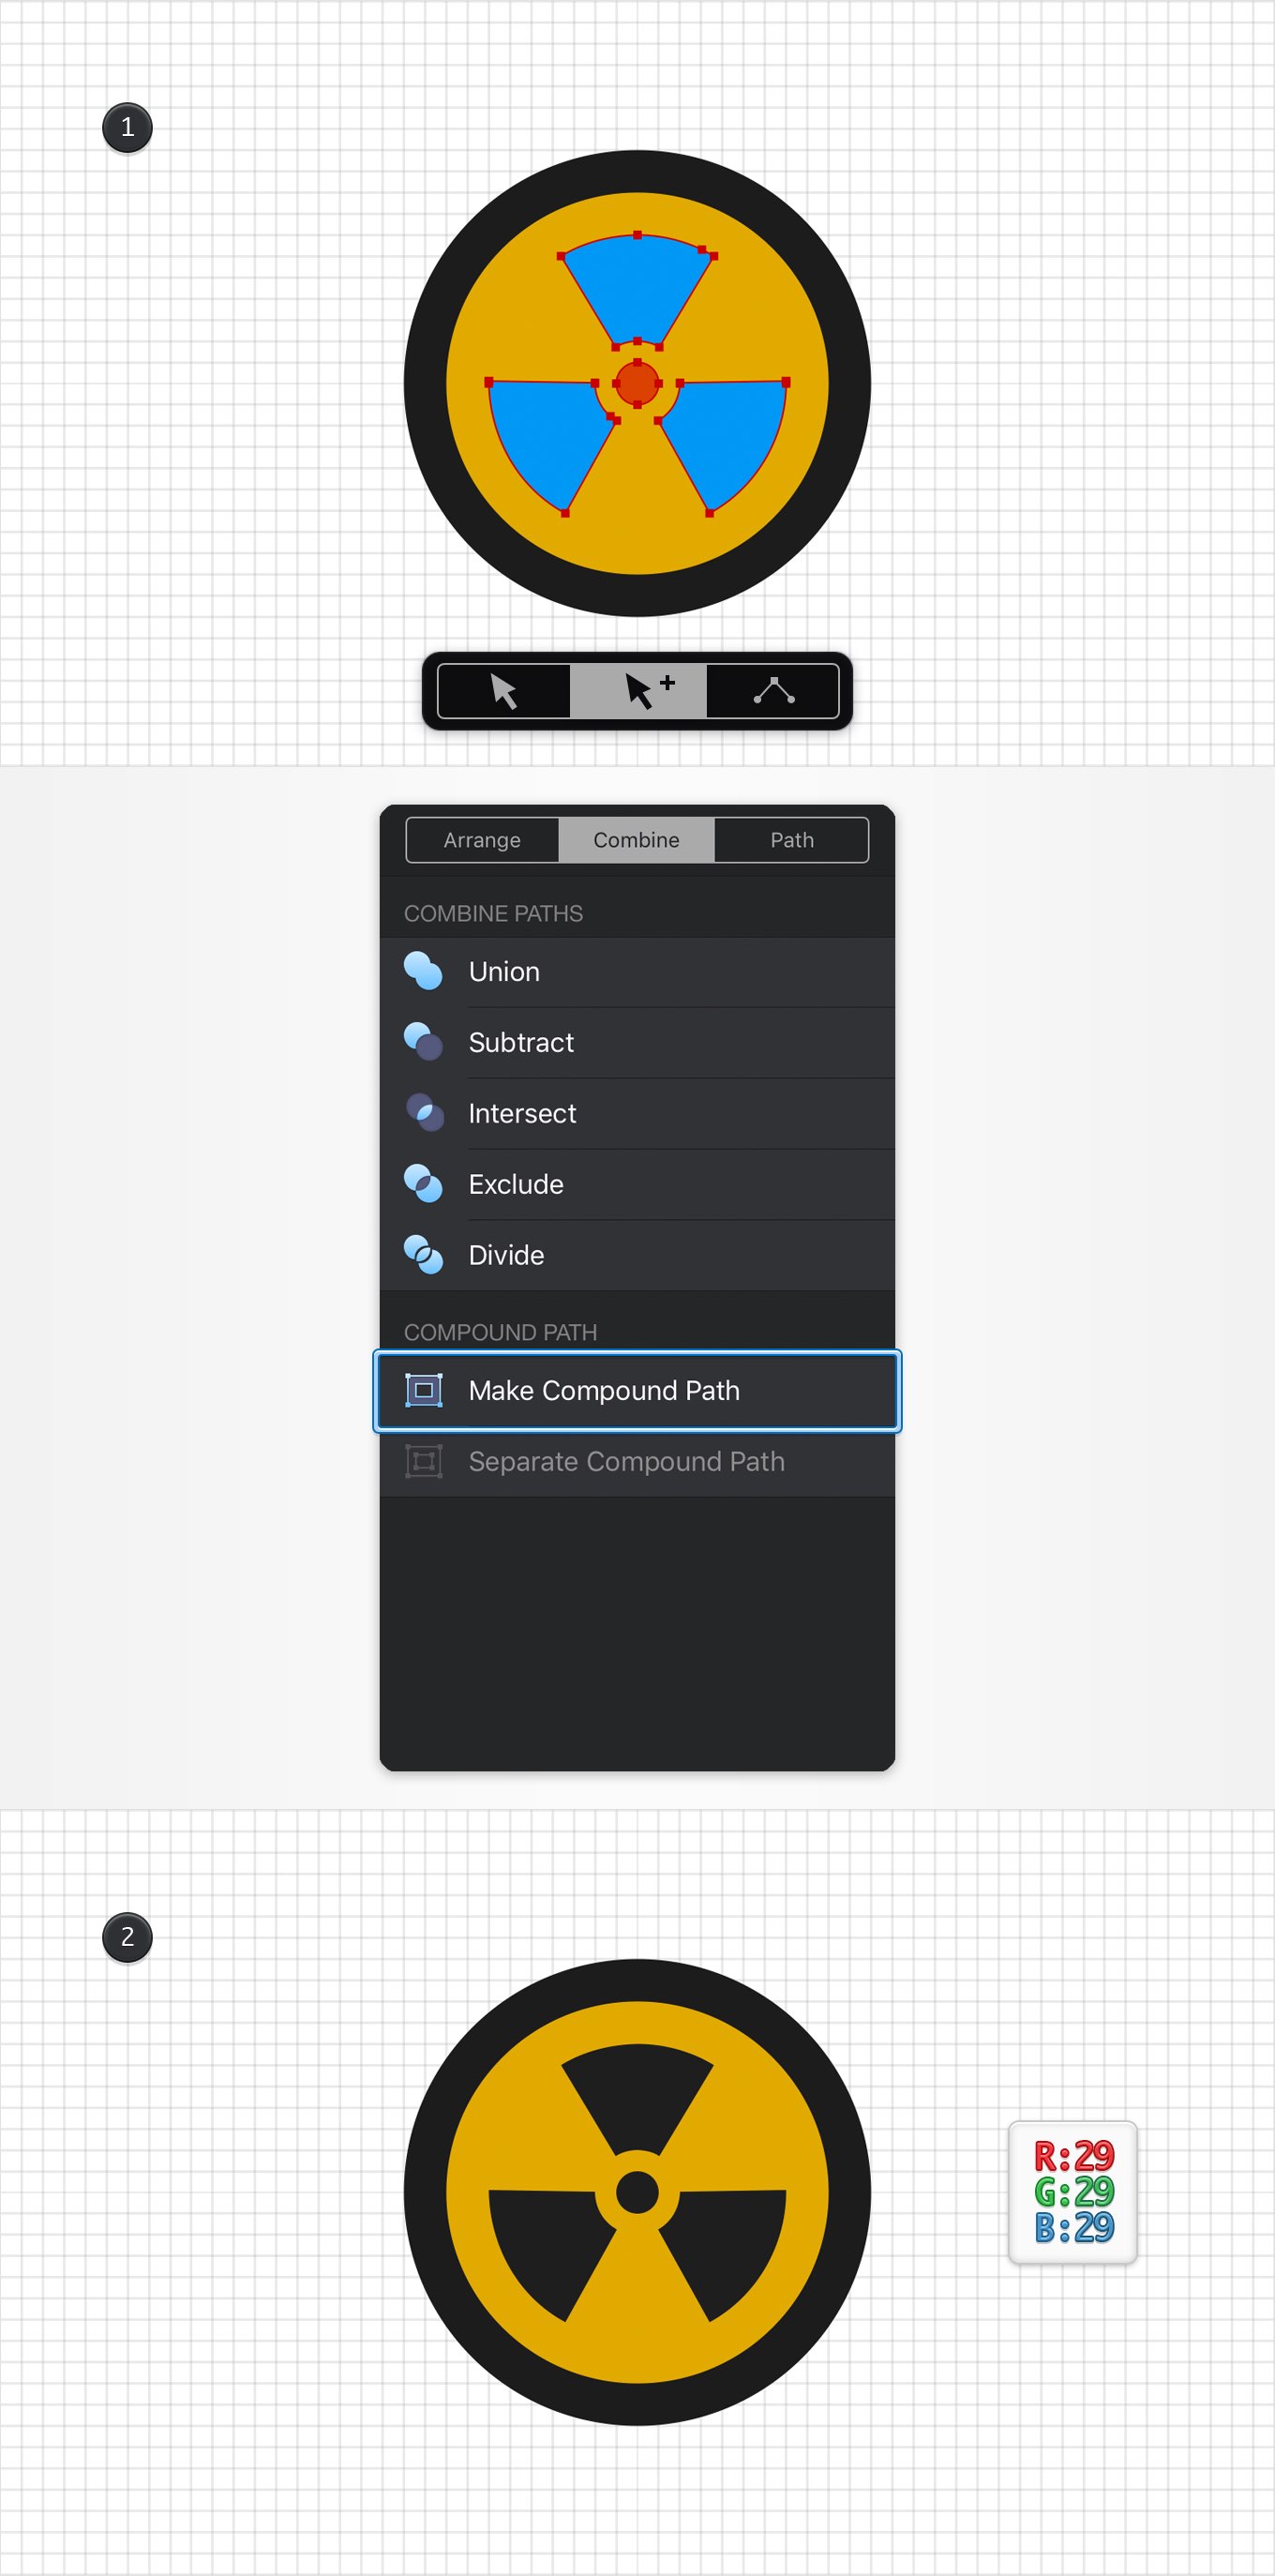 1
Arrange Combine Path
COMBINE PATHS
Union
Subtract
Intersect
Exclude
Divide
COMPOUND PATH
Make Compound Path
Separate Compound Path
2
R:29
G:29
B:29